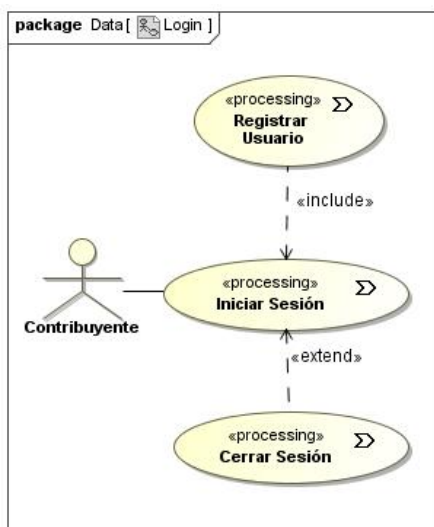 package Data [ Login ]
«processing»
Registrar
Usuario
«include»
«processing»
Iniciar Sesión
Contribuyente
«extend»
«processing»
Cerrar Sesión